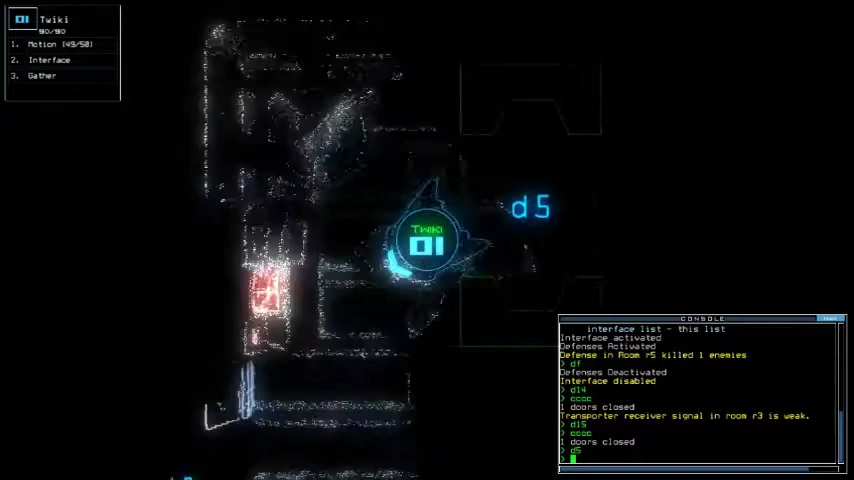 01 Twiki
90/90
1. Motion (49/50)
2. Interface
3. Gather
d5
TWIKI
01
CONSOLE
interface list - this list
Interface activated
Defenses Activated
Defense in Room r5 killed 1 enemies
> df
Defenses Deactivated
Interface disabled
> d14
> cccc
1 doors closed
Transporter receiver signal in room r3 is weak.
> d15
> cccc
1 doors closed
> d5
>